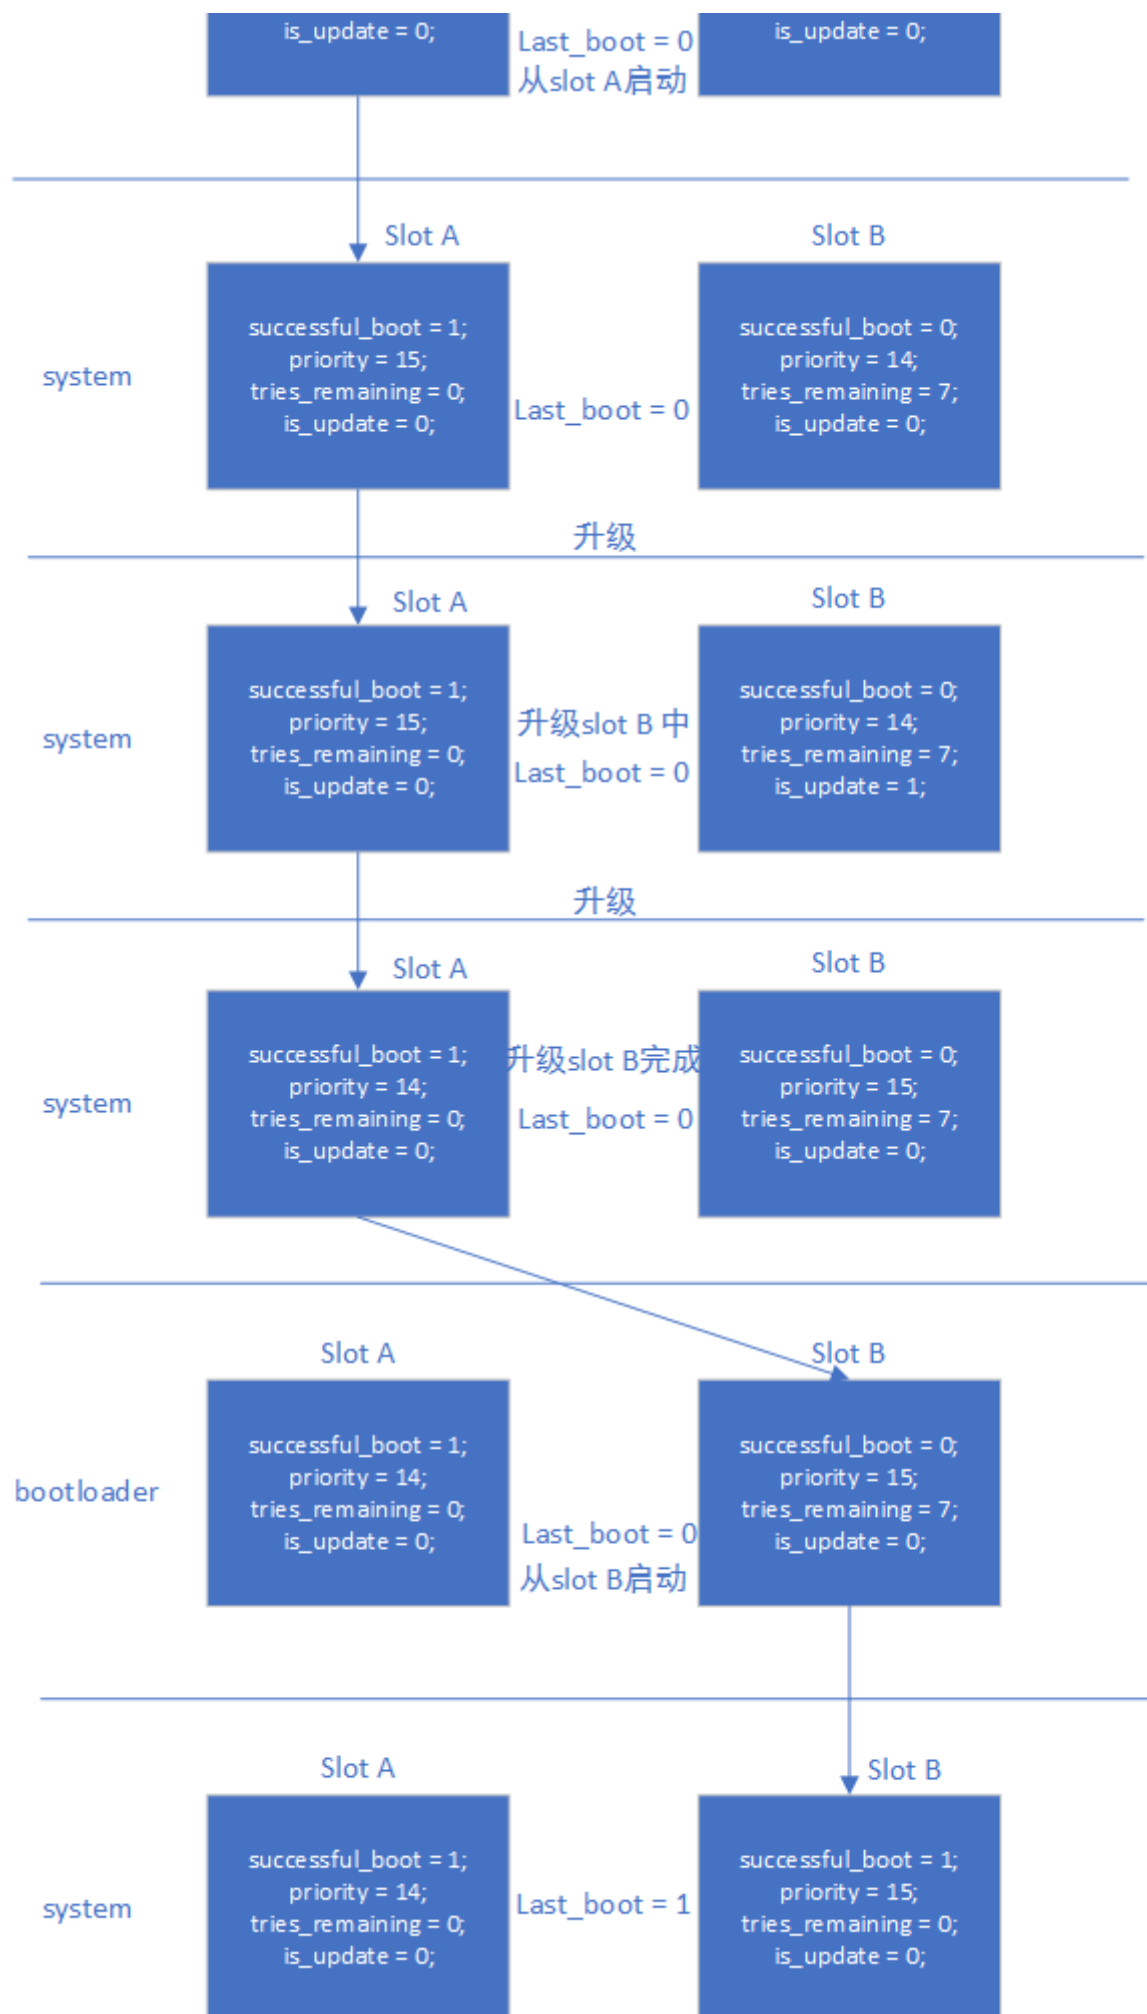 is_update = 0;
Last_boot = 0
从slot A启动
is_update = 0;
Slot A
Slot B
system
successful_boot = 1;
priority = 15;
tries_remaining = 0;
is_update = 0;
Last_boot = 0
successful_boot = 0;
priority = 14;
tries_remaining = 7;
is_update = 0;
升级
Slot A
Slot B
system
successful_boot = 1;
priority = 15;
tries_remaining = 0;
is_update = 0;
升级slot B 中
Last_boot = 0
successful_boot = 0;
priority = 14;
tries_remaining = 7;
is_update = 1;
升级
Slot A
Slot B
system
successful_boot = 1;
priority = 14;
tries_remaining = 0;
is_update = 0;
升级slot B完成
Last_boot = 0
successful_boot = 0;
priority = 15;
tries_remaining = 7;
is_update = 0;
Slot A
Slot B
bootloader
successful_boot = 1;
priority = 14;
tries_remaining = 0;
is_update = 0;
Last_boot = 0
从slot B启动
successful_boot = 0;
priority = 15;
tries_remaining = 7;
is_update = 0;
Slot A
Slot B
system
successful_boot = 1;
priority = 14;
tries_remaining = 0;
is_update = 0;
Last_boot = 1
successful_boot = 1;
priority = 15;
tries_remaining = 0;
is_update = 0;